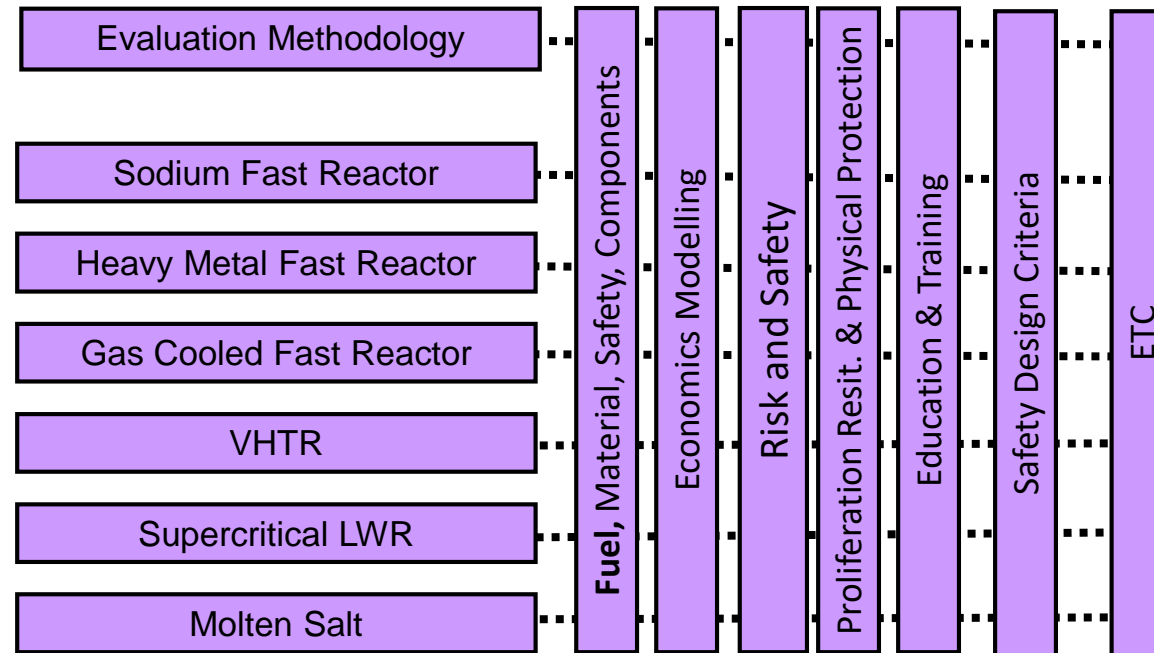 Evaluation Methodology
Sodium Fast Reactor
Heavy Metal Fast Reactor
Gas Cooled Fast Reactor
VHTR
Supercritical LWR
Molten Salt
Fuel, Material, Safety, Components
Economics Modelling
Risk and Safety
Proliferation Resit. & Physical Protection
Education & Training
Safety Design Criteria
ETC